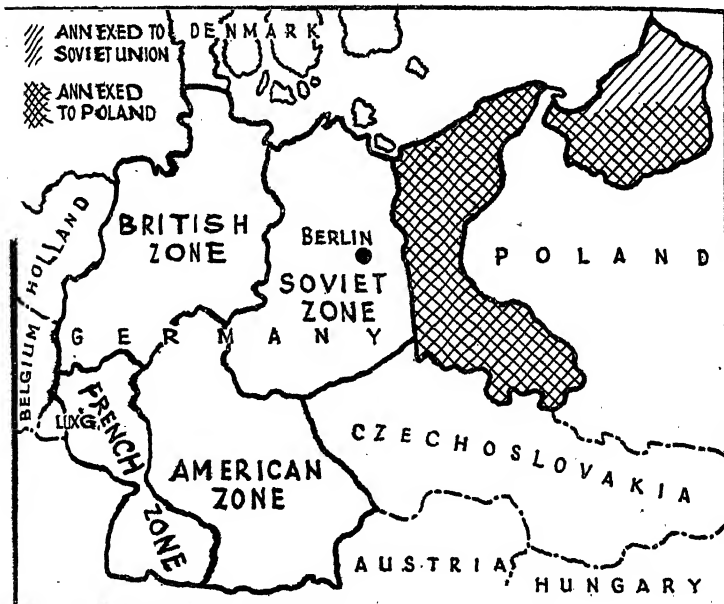 ANNEXED TO
SOVIET UNION
ANNEXED
TO POLAND
DENMARK
HOLLAND
BELGIUM
LUXG.
BRITISH
ZONE
BERLIN
SOVIET
ZONE
GERMANY
POLAND
FRENCH
ZONE
AMERICAN
ZONE
CZECHOSLOVAKIA
AUSTRIA
HUNGARY